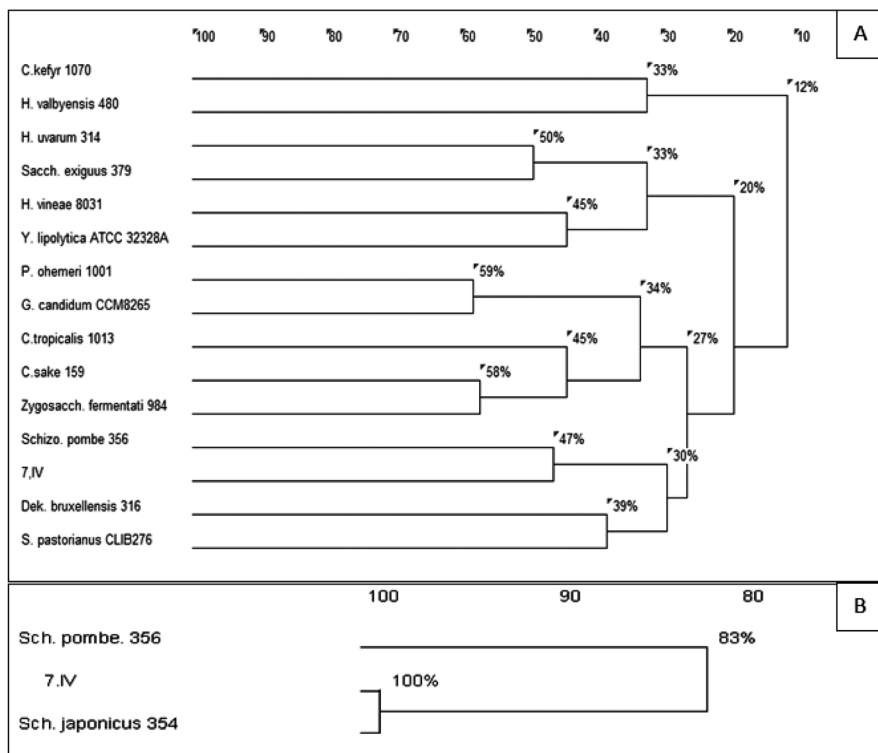 100 90 80 70 60 50 40 30 20 10 A
C.kefyr 1070 33% 12%
H. valbyensis 480
H. uvarum 314 50% 33%
Sacch. exiguus 379 20%
H. vineae 8031 45%
Y. lipolytica ATCC 32328A
P. ohemeri 1001 59% 34%
G. candidum CCM8265
C.tropicalis 1013 45% 27%
C.sake 159 58%
Zygosacch. fermentati 984
Schizo. pombe 356 47% 30%
7,IV
Dek. bruxellensis 316 39%
S. pastorianus CLIB276
100 90 80 B
Sch. pombe. 356 83%
7.IV 100%
Sch. japonicus 354